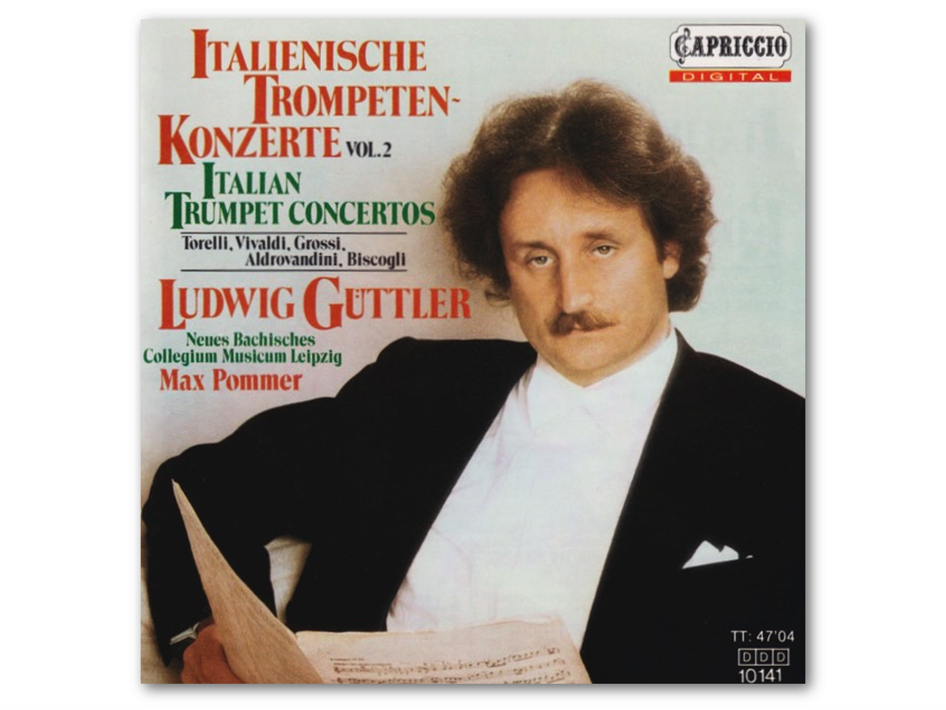 ITALIENISCHE
TROMPETEN-
KONZERTE VOL.2
ITALIAN
TRUMPET CONCERTOS
Torelli, Vivaldi, Grossi,
Aldrovandini, Biscogli
LUDWIG GÜTTLER
Neues Bachisches
Collegium Musicum Leipzig
Max Pommer
CAPRICCIO
DIGITAL
TT: 47'04
DDD
10141